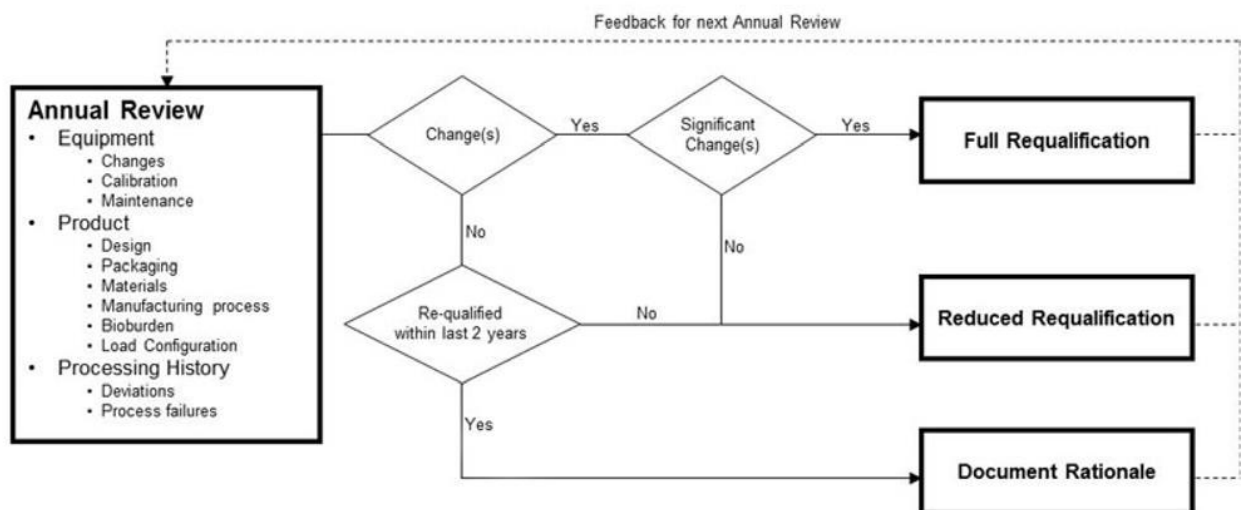 Feedback for next Annual Review
Annual Review
• Equipment
• Changes
• Calibration
• Maintenance
• Product
• Design
• Packaging
• Materials
• Manufacturing process
• Bioburden
• Load Configuration
• Processing History
• Deviations
• Process failures
Change(s)
Yes
Significant
Change(s)
Yes
Full Requalification
No
No
Re-qualified
within last 2 years
No
Reduced Requalification
Yes
Document Rationale